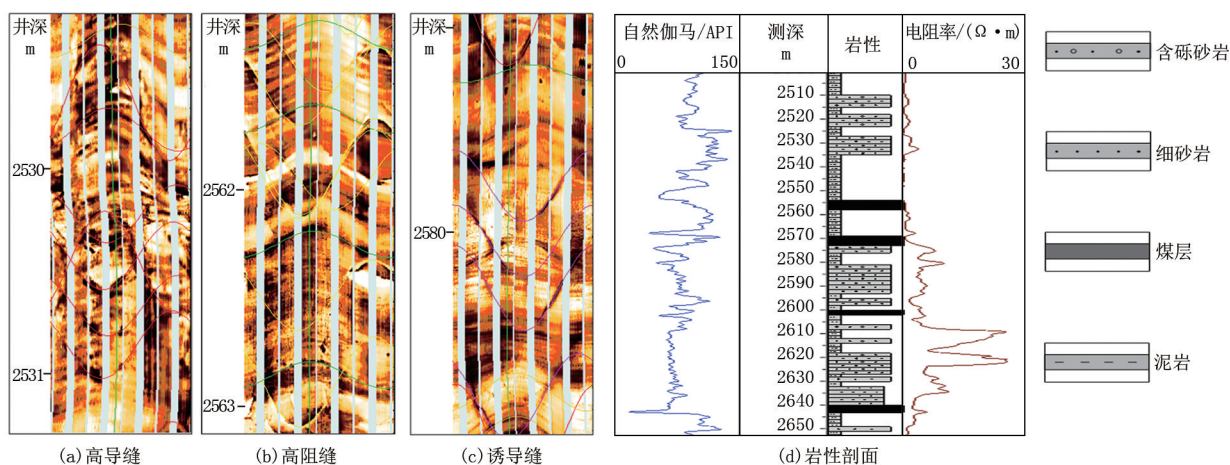 井深
m
2530
2531
(a)高导缝
井深
m
2562
2563
(b)高阻缝
井深
m
2580
(c)诱导缝
自然伽马/API
0 150
测深
m
岩性
电阻率/(Ω·m)
0 30
2510
2520
2530
2540
2550
2560
2570
2580
2590
2600
2610
2620
2630
2640
2650
(d)岩性剖面
含砾砂岩
细砂岩
煤层
泥岩